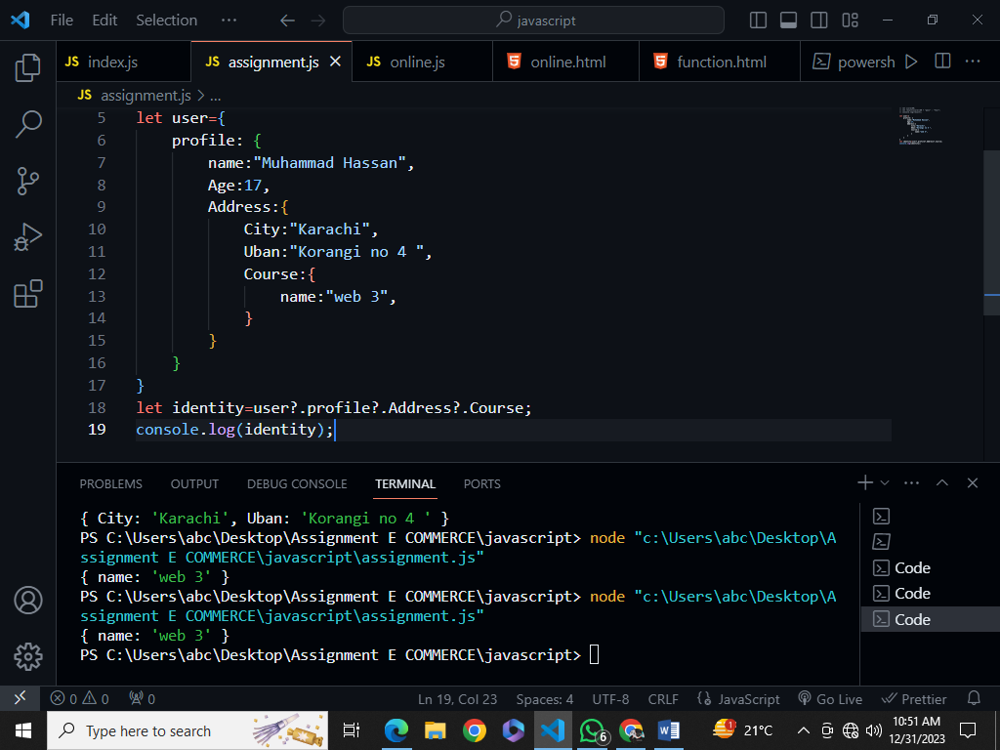 File Edit Selection ··· javascript
JS index.js JS assignment.js JS online.js online.html function.html powersh
JS assignment.js > ...
5 let user={
6 profile: {
7 name:"Muhammad Hassan",
8 Age:17,
9 Address:{
10 City:"Karachi",
11 Uban:"Korangi no 4 ",
12 Course:{
13 name:"web 3",
14 }
15 }
16 }
17 }
18 let identity=user?.profile?.Address?.Course;
19 console.log(identity);
PROBLEMS OUTPUT DEBUG CONSOLE TERMINAL PORTS
{ City: 'Karachi', Uban: 'Korangi no 4 ' }
PS C:\Users\abc\Desktop\Assignment E COMMERCE\javascript> node "c:\Users\abc\Desktop\A
ssignment E COMMERCE\javascript\assignment.js"
{ name: 'web 3' }
PS C:\Users\abc\Desktop\Assignment E COMMERCE\javascript> node "c:\Users\abc\Desktop\A
ssignment E COMMERCE\javascript\assignment.js"
{ name: 'web 3' }
PS C:\Users\abc\Desktop\Assignment E COMMERCE\javascript>
Code
Code
Code
0 0 0 Ln 19, Col 23 Spaces: 4 UTF-8 CRLF {} JavaScript Go Live Prettier
Type here to search 6 W 1 21°C 10:51 AM
12/31/2023